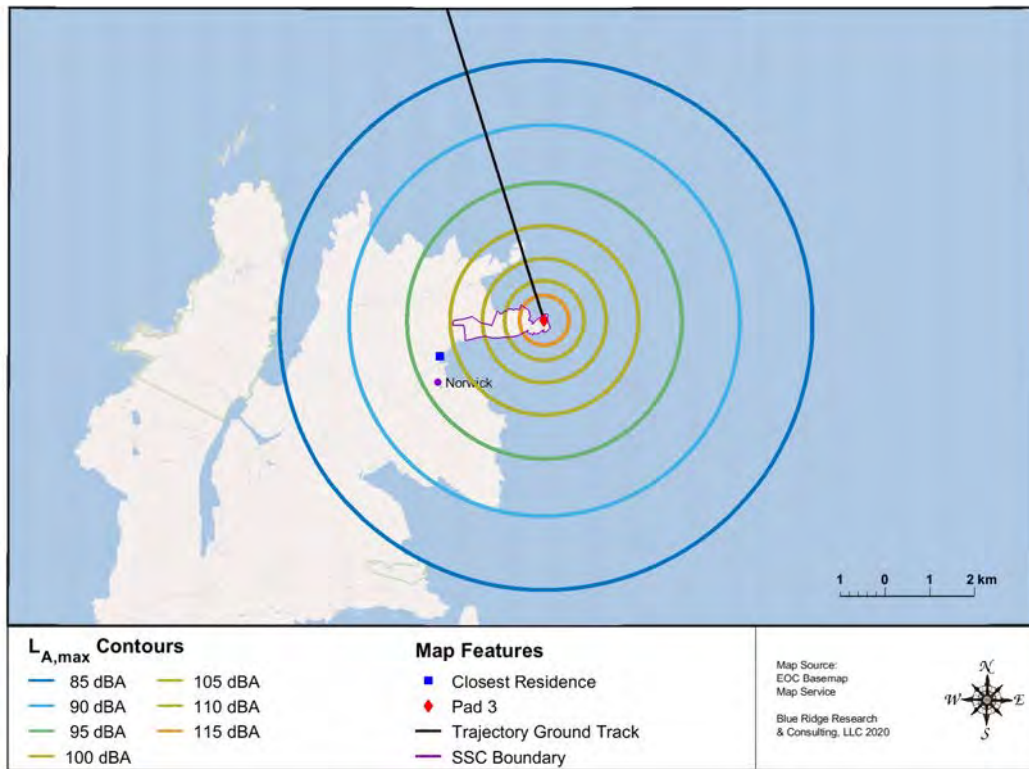 Norwick
1 0 1 2 km
L A,max Contours
85 dBA
90 dBA
95 dBA
100 dBA
105 dBA
110 dBA
115 dBA
Map Features
Closest Residence
Pad 3
Trajectory Ground Track
SSC Boundary
Map Source:
EOC Basemap
Map Service
Blue Ridge Research
& Consulting, LLC 2020
N
W E
S